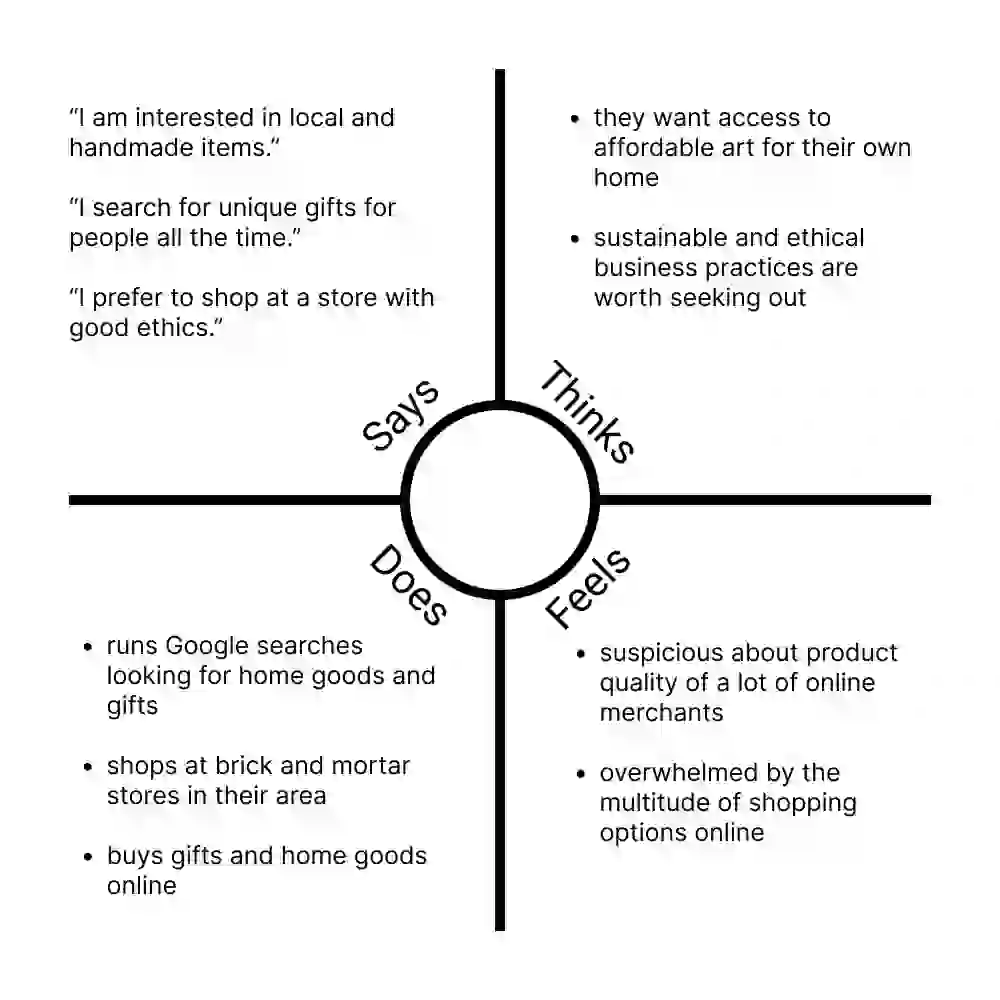 “I am interested in local and
handmade items.”
“I search for unique gifts for
people all the time.”
“I prefer to shop at a store with
good ethics.”
• they want access to
affordable art for their own
home
• sustainable and ethical
business practices are
worth seeking out
Says
Thinks
Does
Feels
• runs Google searches
looking for home goods and
gifts
• shops at brick and mortar
stores in their area
• buys gifts and home goods
online
• suspicious about product
quality of a lot of online
merchants
• overwhelmed by the
multitude of shopping
options online